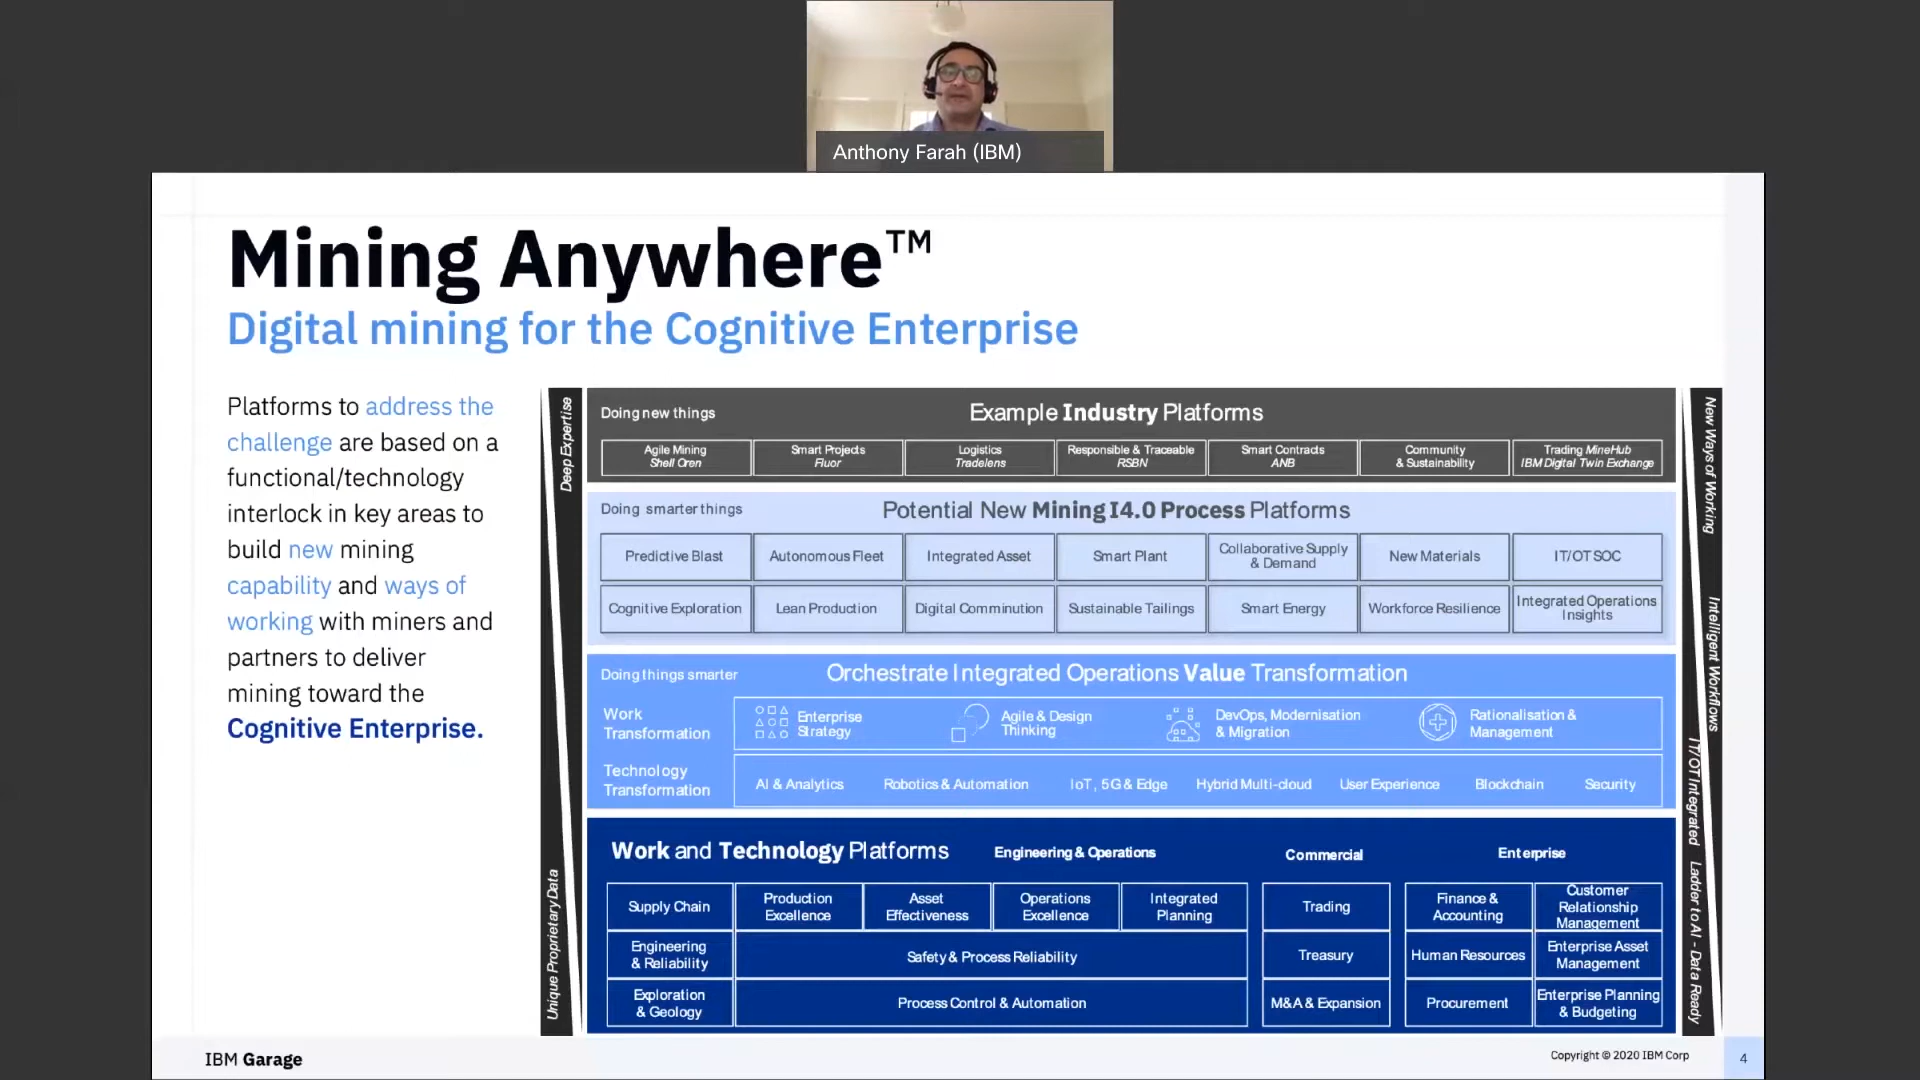 Anthony Farah (IBM)
Mining Anywhere™
Digital mining for the Cognitive Enterprise
Platforms to address the
challenge are based on a
functional/technology
interlock in key areas to
build new mining
capability and ways of
working with miners and
partners to deliver
mining toward the
Cognitive Enterprise.
Deep Expertise
Unique Proprietary Data
Doing new things
Example Industry Platforms
Agile Mining
Shell Oren
Smart Projects
Fluor
Logistics
Tradelens
Responsible & Traceable
RSBN
Smart Contracts
ANB
Community
& Sustainability
Trading MineHub
IBM Digital Twin Exchange
Doing smarter things
Potential New Mining I4.0 Process Platforms
Predictive Blast
Autonomous Fleet
Integrated Asset
Smart Plant
Collaborative Supply
& Demand
New Materials
IT/OT SOC
Cognitive Exploration
Lean Production
Digital Comminution
Sustainable Tailings
Smart Energy
Workforce Resilience
Integrated Operations
Insights
Doing things smarter
Orchestrate Integrated Operations Value Transformation
Work
Transformation
Enterprise
Strategy
Agile & Design
Thinking
DevOps, Modernisation
& Migration
Rationalisation &
Management
Technology
Transformation
AI & Analytics
Robotics & Automation
IoT, 5G & Edge
Hybrid Multi-cloud
User Experience
Blockchain
Security
Work and Technology Platforms
Engineering & Operations
Commercial
Enterprise
Supply Chain
Production
Excellence
Asset
Effectiveness
Operations
Excellence
Integrated
Planning
Trading
Finance &
Accounting
Customer
Relationship
Management
Engineering
& Reliability
Safety & Process Reliability
Treasury
Human Resources
Enterprise Asset
Management
Exploration
& Geology
Process Control & Automation
M&A & Expansion
Procurement
Enterprise Planning
& Budgeting
New Ways of Working
Intelligent Workflows
IT/OT Integrated
Ladder to AI - Data Ready
IBM Garage
Copyright © 2020 IBM Corp
4